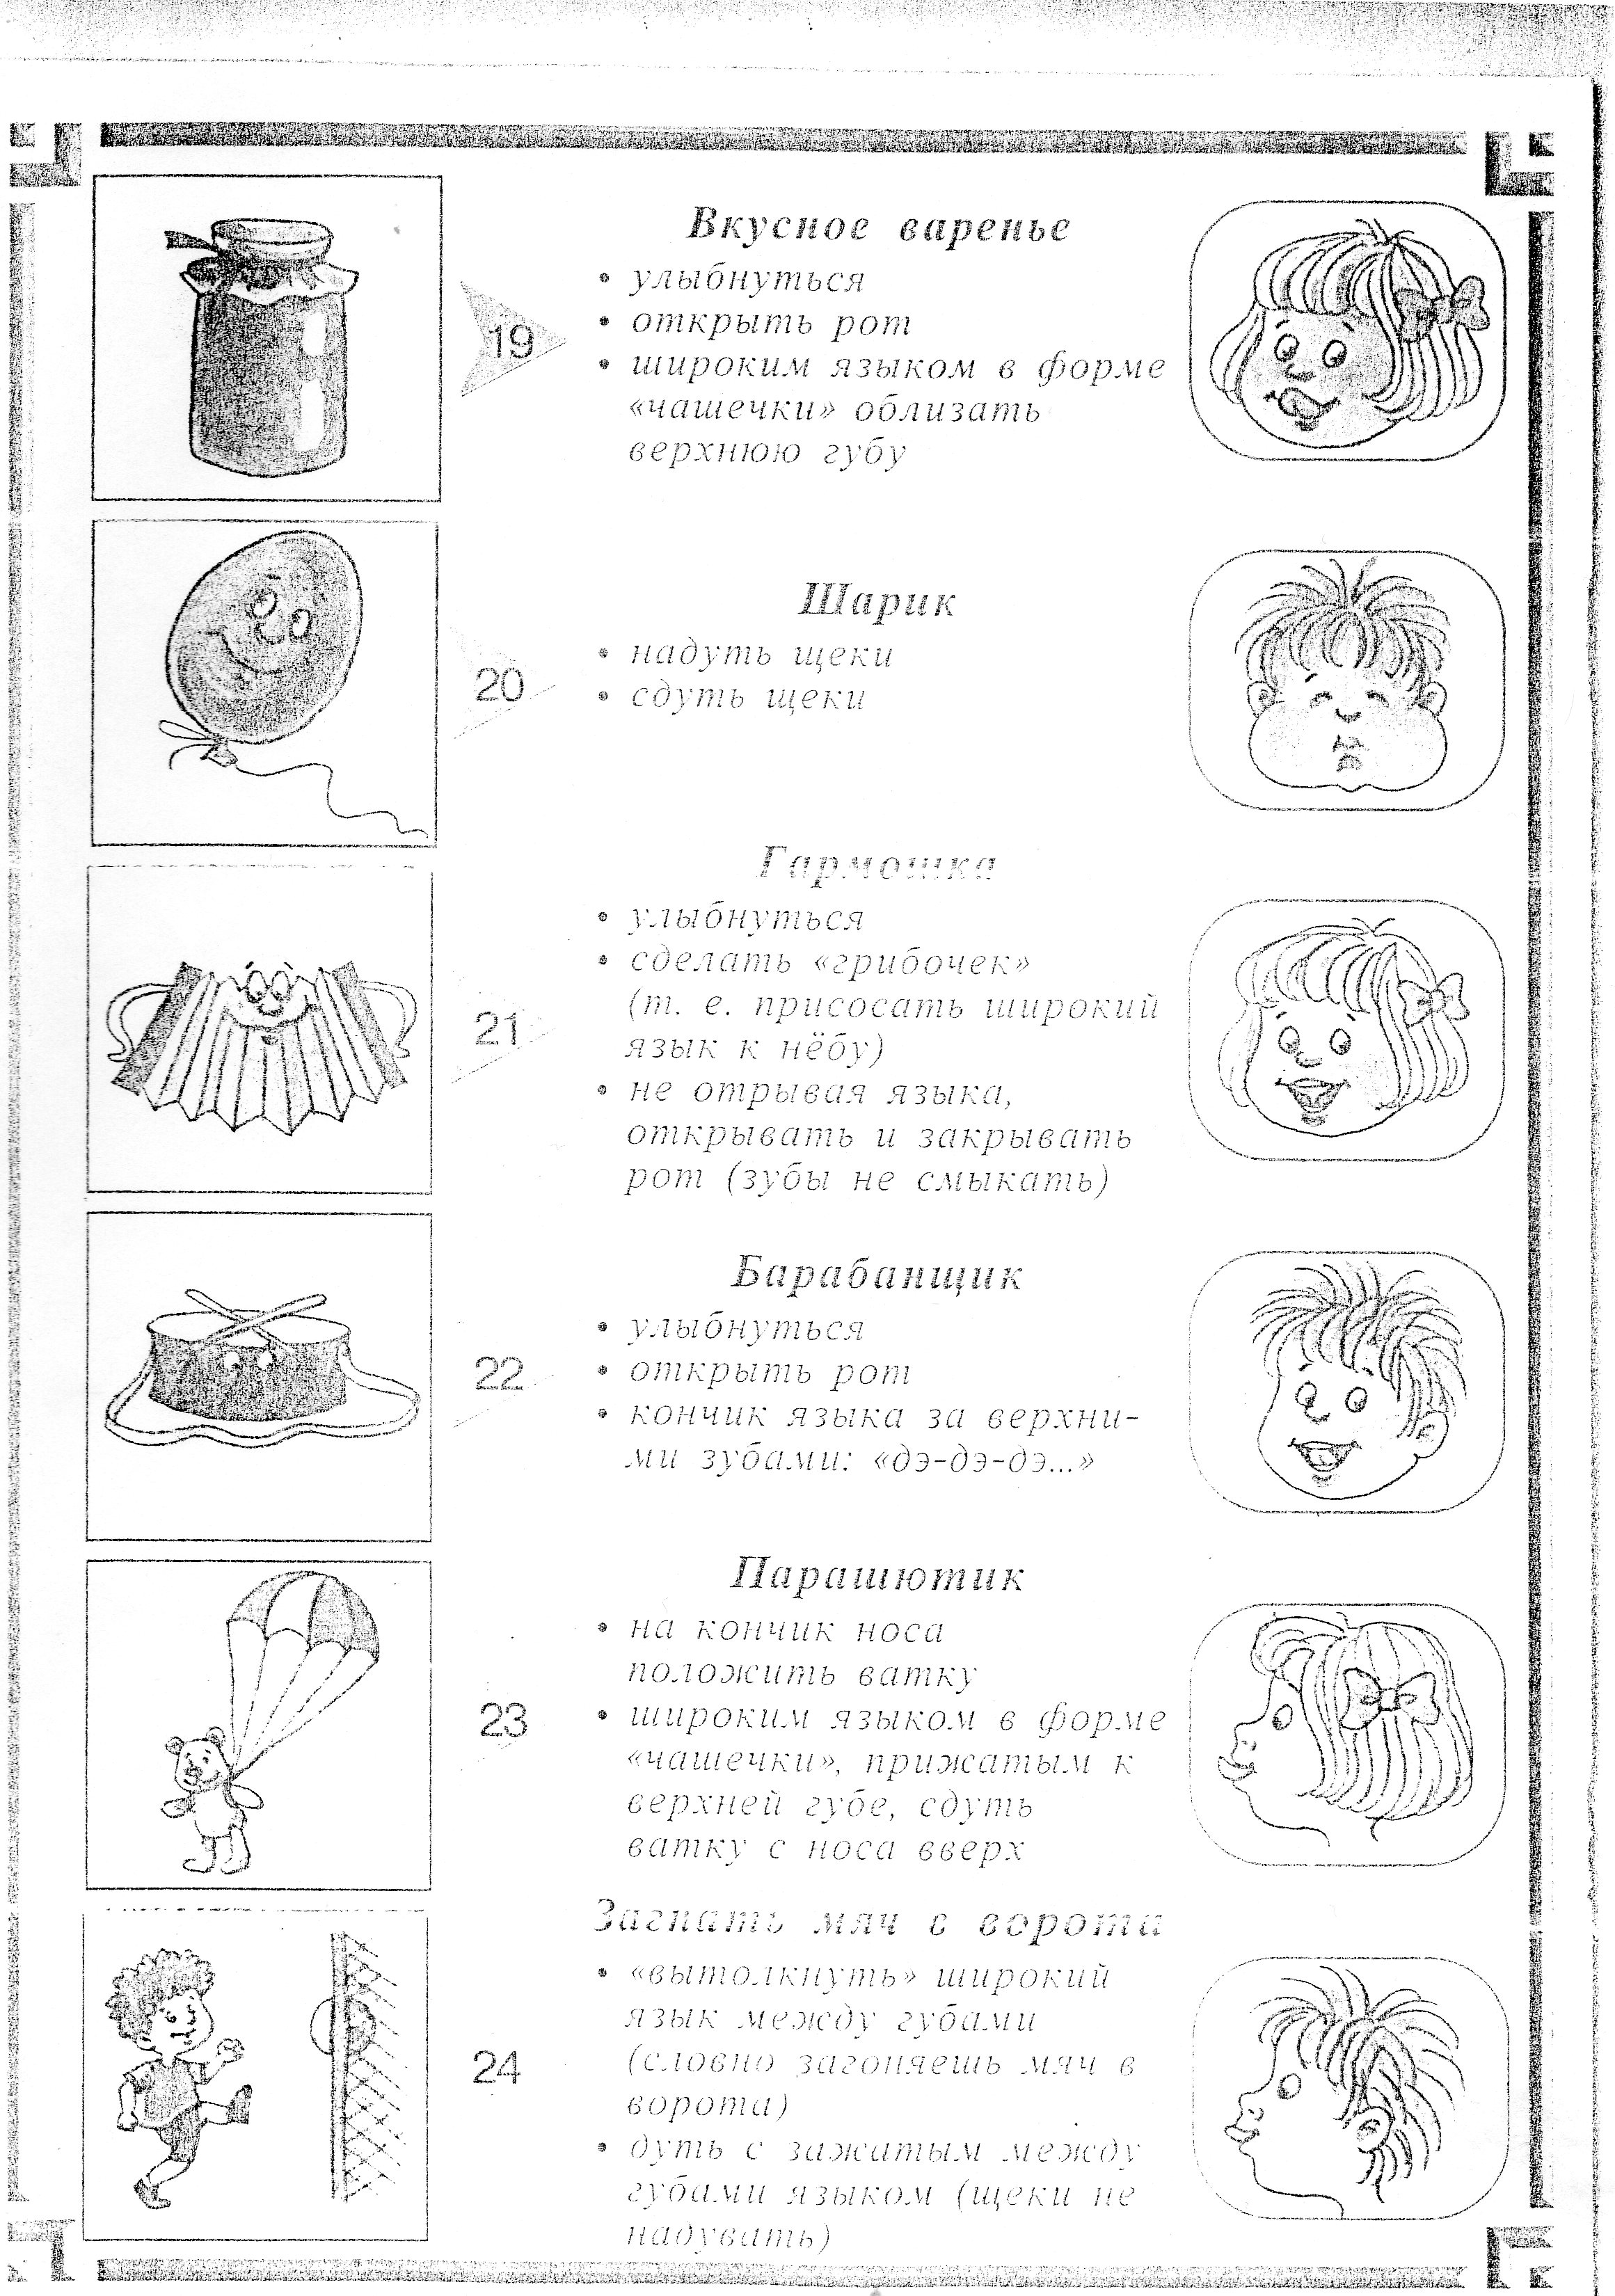 Вкусное варенье
• улыбнуться
• открыть рот
19
• широким языком в форме
«чашечки» облизать
верхнюю губу
Шарик
• надуть щеки
20
• сдуть щеки
Гармошка
• улыбнуться
• сделать «грибочек»
(т. е. присосать широкий
21
язык к нёбу)
• не отрывая языка,
открывать и закрывать
рот (зубы не смыкать)
Барабанщик
• улыбнуться
22
• открыть рот
• кончик языка за верхни-
ми зубами: «дэ-дэ-дэ...»
Парашютик
• на кончик носа
положить ватку
23
• широким языком в форме
«чашечки», прижатым к
верхней губе, сдуть
ватку с носа вверх
Загнать мяч в ворота
• «вытолкнуть» широкий
язык между губами
24
(словно загоняешь мяч в
ворота)
• дуть с зажатым между
губами языком (щеки не
надувать)